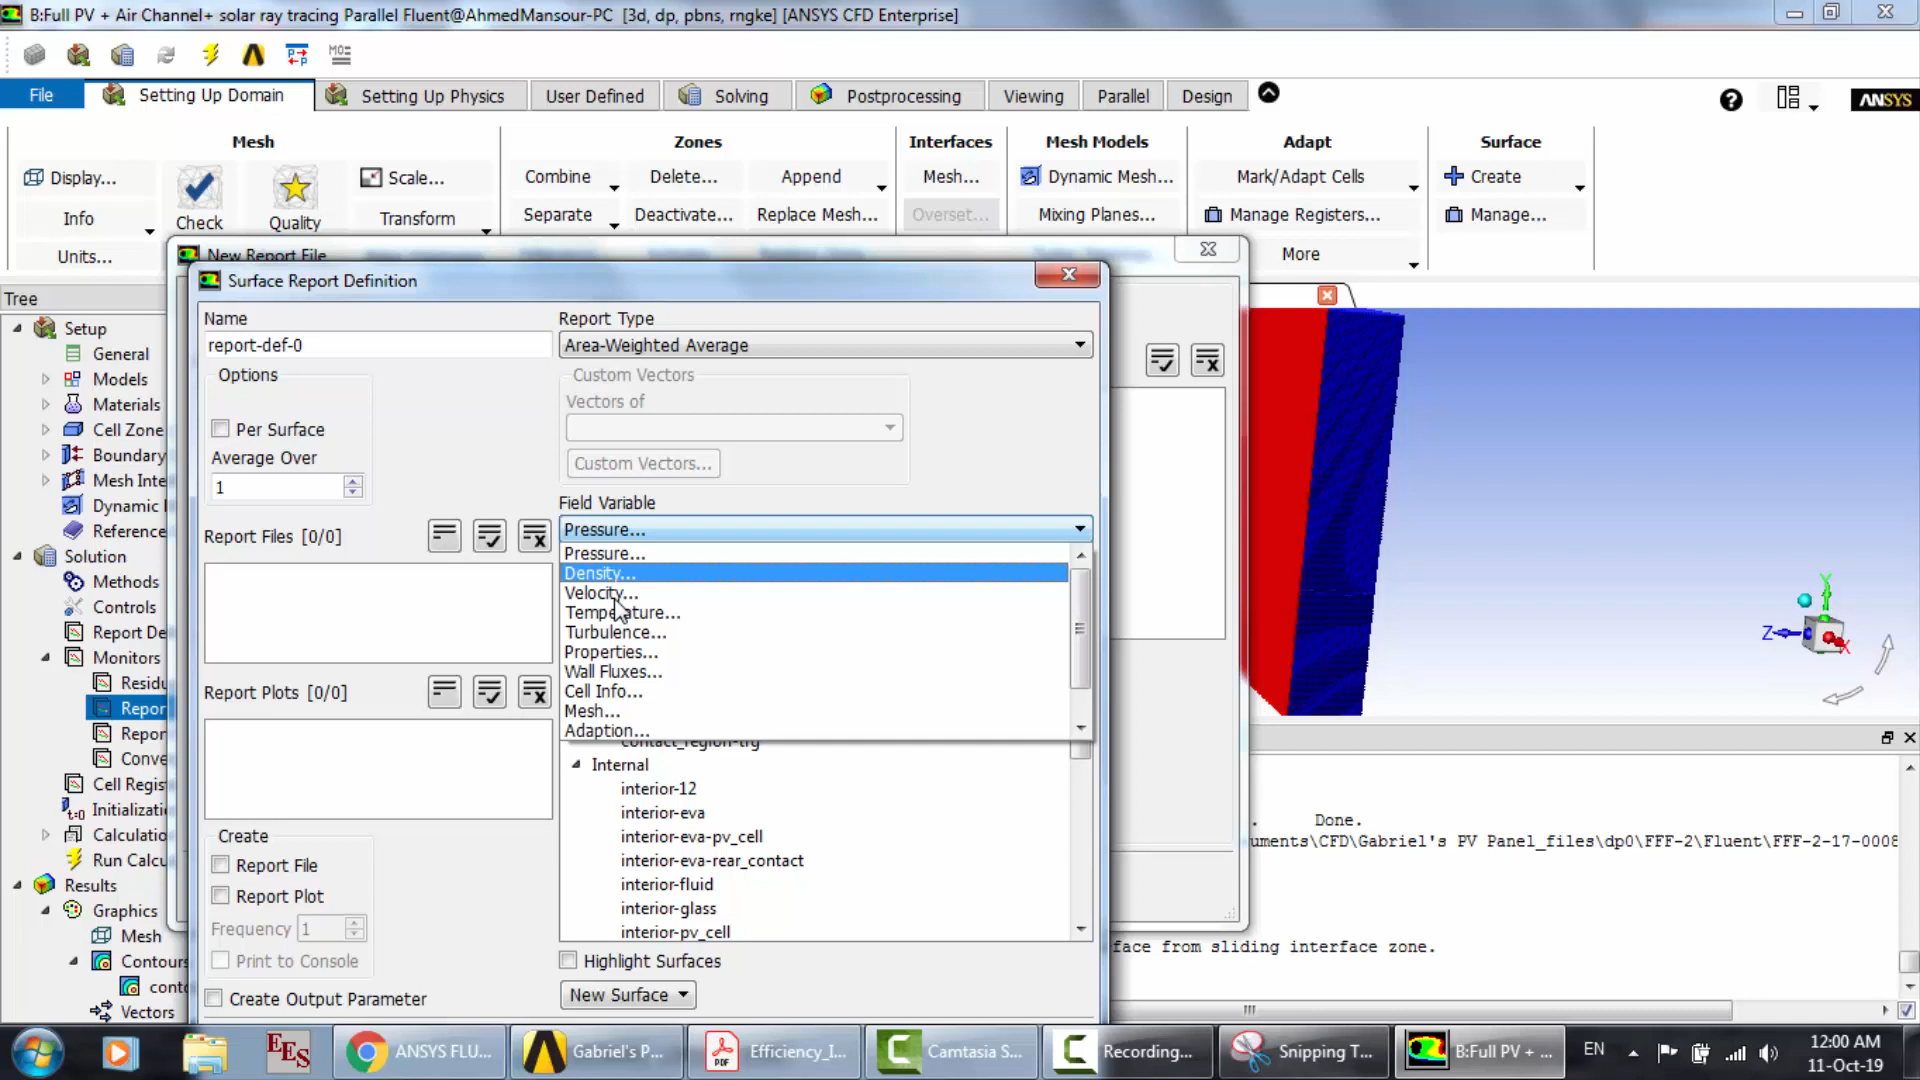 B:Full PV + Air Channel+ solar ray tracing Parallel Fluent@AhmedMansour-PC [3d, dp, pbns, rngke] [ANSYS CFD Enterprise]
File
Setting Up Domain
Setting Up Physics
User Defined
Solving
Postprocessing
Viewing
Parallel
Design
ANSYS
Mesh
Zones
Interfaces
Mesh Models
Adapt
Surface
Display...
Info
Units...
Check
Quality
Scale...
Transform
Combine
Separate
Delete...
Deactivate...
Append
Replace Mesh...
Mesh...
Overset...
Dynamic Mesh...
Mixing Planes...
Mark/Adapt Cells
Manage Registers...
More
Create
Manage...
New Report File
Surface Report Definition
Tree
Setup
General
Models
Materials
Cell Zone
Boundary
Mesh Inte
Dynamic
Reference
Solution
Methods
Controls
Report De
Monitors
Residu
Repor
Repor
Conve
Cell Regis
Initializati
Calculatio
Run Calcu
Results
Graphics
Mesh
Contours
conto
Vectors
Name
report-def-0
Options
Per Surface
Average Over
1
Report Files [0/0]
Report Plots [0/0]
Create
Report File
Report Plot
Frequency 1
Print to Console
Create Output Parameter
Report Type
Area-Weighted Average
Custom Vectors
Vectors of
Custom Vectors...
Field Variable
Pressure...
Pressure...
Density...
Velocity...
Temperature...
Turbulence...
Properties...
Wall Fluxes...
Cell Info...
Mesh...
Adaption...
contact_region-trg
Internal
interior-12
interior-eva
interior-eva-pv_cell
interior-eva-rear_contact
interior-fluid
interior-glass
interior-pv_cell
Highlight Surfaces
New Surface
Y
Z
X
. Done.
uments\CFD\Gabriel's PV Panel_files\dp0\FFF-2\Fluent\FFF-2-17-0008
face from sliding interface zone.
EES
ANSYS FLU...
Gabriel's P...
Efficiency_I...
Camtasia S...
Recording...
Snipping T...
B:Full PV + ...
EN
12:00 AM
11-Oct-19